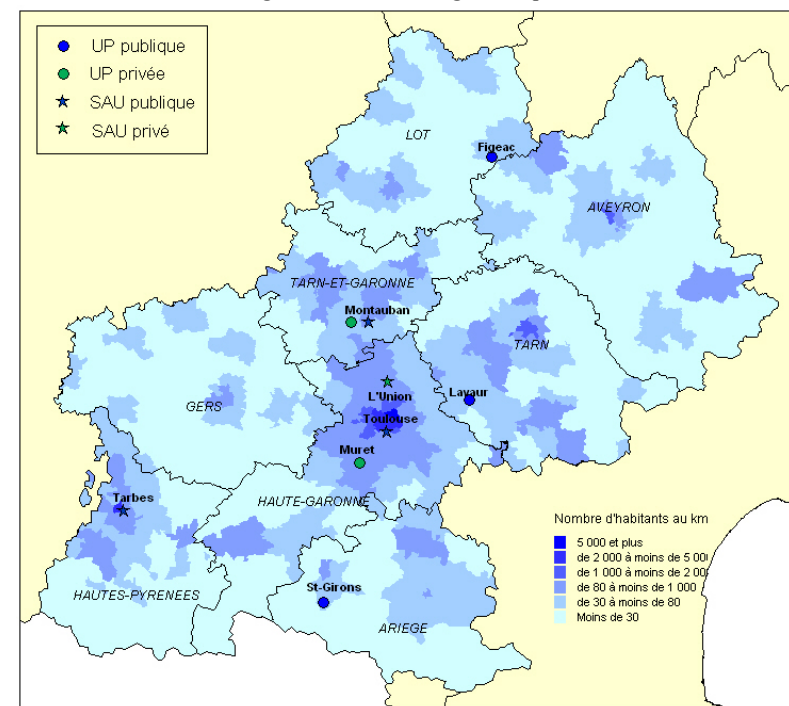 UP publique
UP privée
SAU publique
SAU privé
LOT
Figeac
AVEYRON
TARN-ET-GARONNE
Montauban
TARN
L'Union
Lavaur
GERS
Toulouse
Muret
Tarbes
HAUTE-GARONNE
HAUTES-PYRENEES
St-Girons
ARIEGE
Nombre d'habitants au km
5 000 et plus
de 2 000 à moins de 5 00
de 1 000 à moins de 2 00
de 80 à moins de 1 000
de 30 à moins de 80
Moins de 30